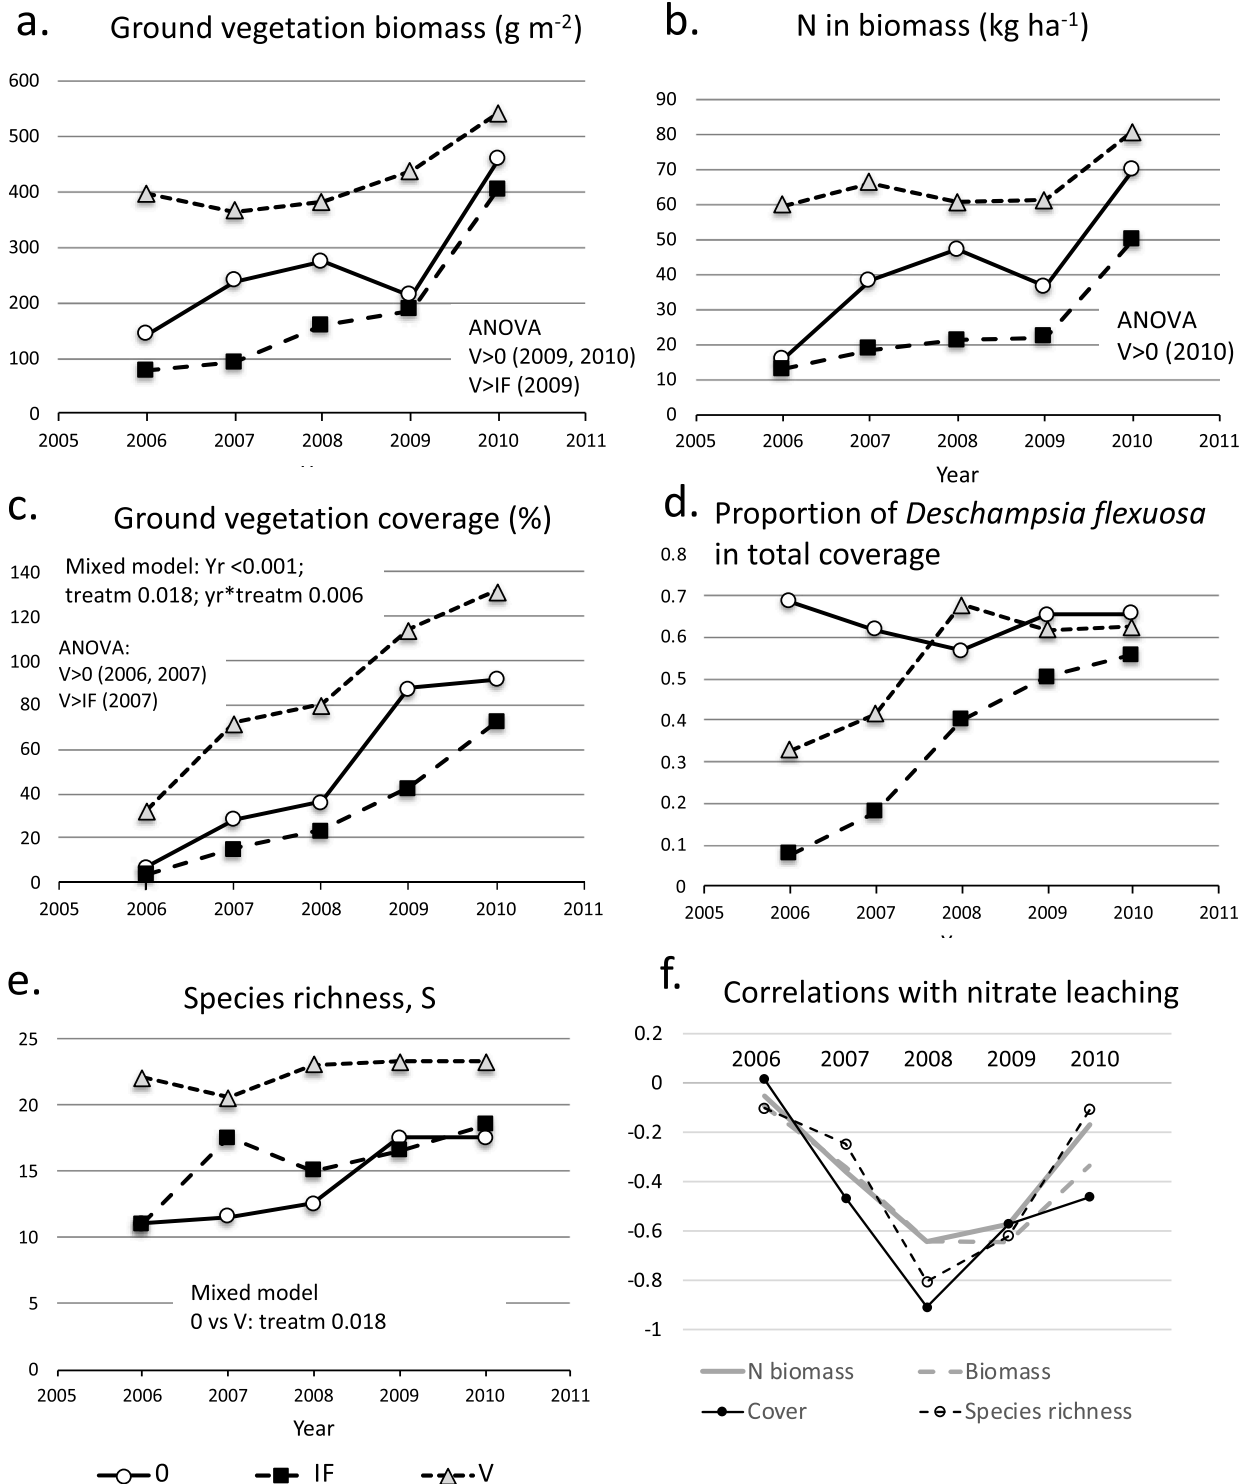 a.
Ground vegetation biomass (g m-2)
600
500
400
300
200
100
0
2005 2006 2007 2008 2009 2010 2011
ANOVA
V>0 (2009, 2010)
V>IF (2009)
b.
N in biomass (kg ha-1)
90
80
70
60
50
40
30
20
10
0
2005 2006 2007 2008 2009 2010 2011
Year
ANOVA
V>0 (2010)
c.
Ground vegetation coverage (%)
Mixed model: Yr <0.001;
treatm 0.018; yr*treatm 0.006
ANOVA:
V>0 (2006, 2007)
V>IF (2007)
140
120
100
80
60
40
20
0
2005 2006 2007 2008 2009 2010 2011
d.
Proportion of Deschampsia flexuosa
in total coverage
0.8
0.7
0.6
0.5
0.4
0.3
0.2
0.1
0
2005 2006 2007 2008 2009 2010 2011
e.
Species richness, S
25
20
15
10
5
0
Mixed model
0 vs V: treatm 0.018
2005 2006 2007 2008 2009 2010 2011
Year
f.
Correlations with nitrate leaching
0.2
0
-0.2
-0.4
-0.6
-0.8
-1
2006 2007 2008 2009 2010
N biomass Biomass
Cover Species richness
0 IF V